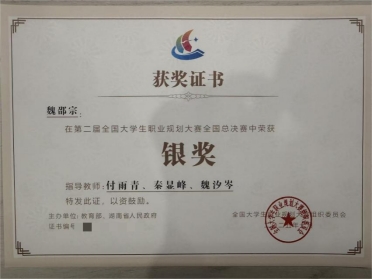 获奖证书
魏邵宗：
在第二届全国大学生职业规划大赛全国总决赛中荣获
银奖
指导教师：付雨青、秦显峰、魏汐岑
特发此证，以资鼓励。
主办单位：教育部、湖南省人民政府
证书编号
全国大学生职业规划大赛组织委员会